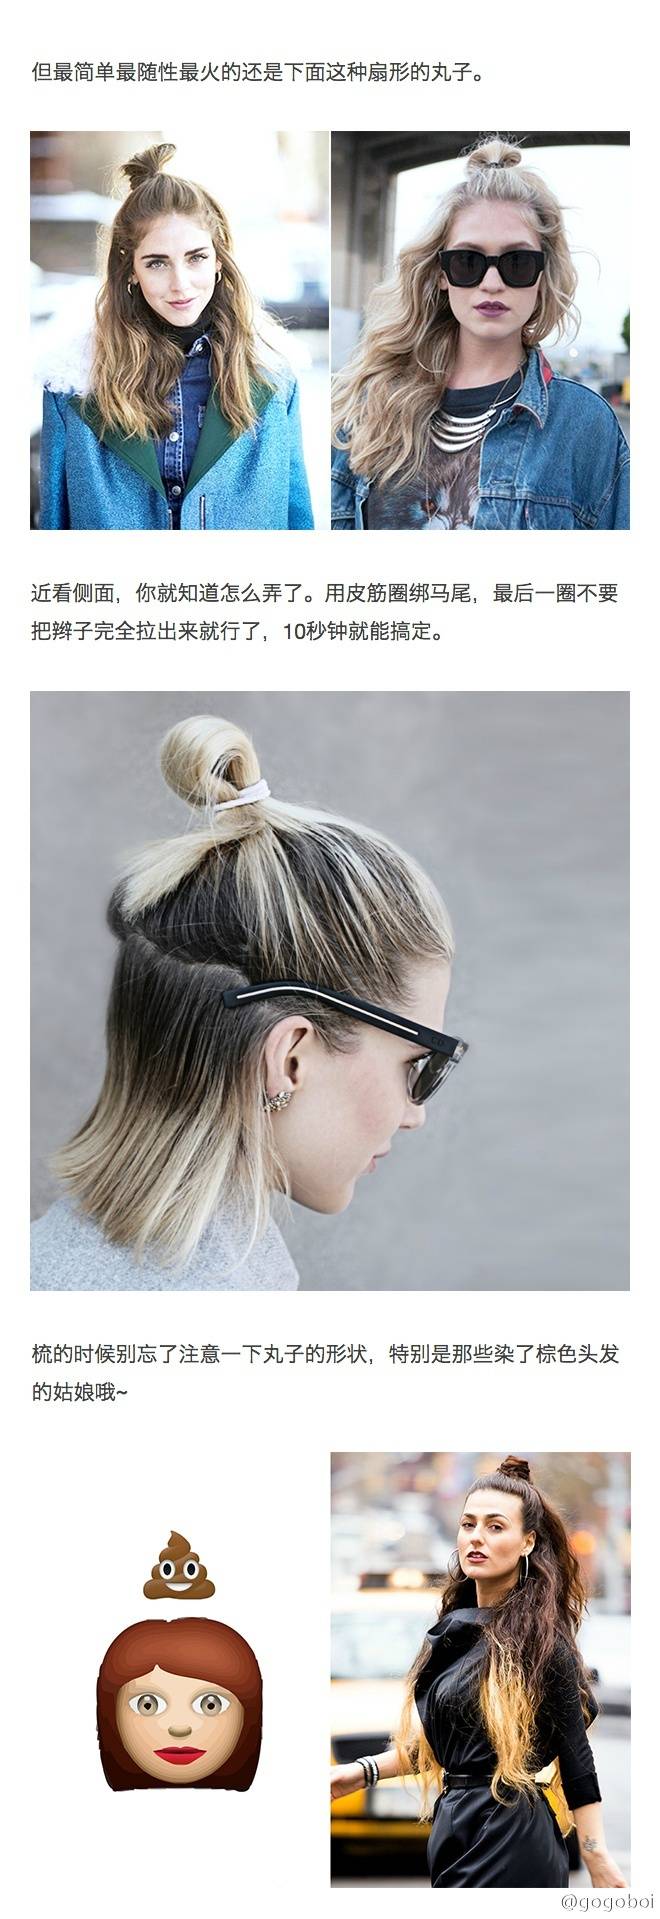 但最简单最随性最火的还是下面这种扇形的丸子。
近看侧面，你就知道怎么弄了。用皮筋圈绑马尾，最后一圈不要
把辫子完全拉出来就行了，10秒钟就能搞定。
梳的时候别忘了注意一下丸子的形状，特别是那些染了棕色头发
的姑娘哦~
@gogoboi